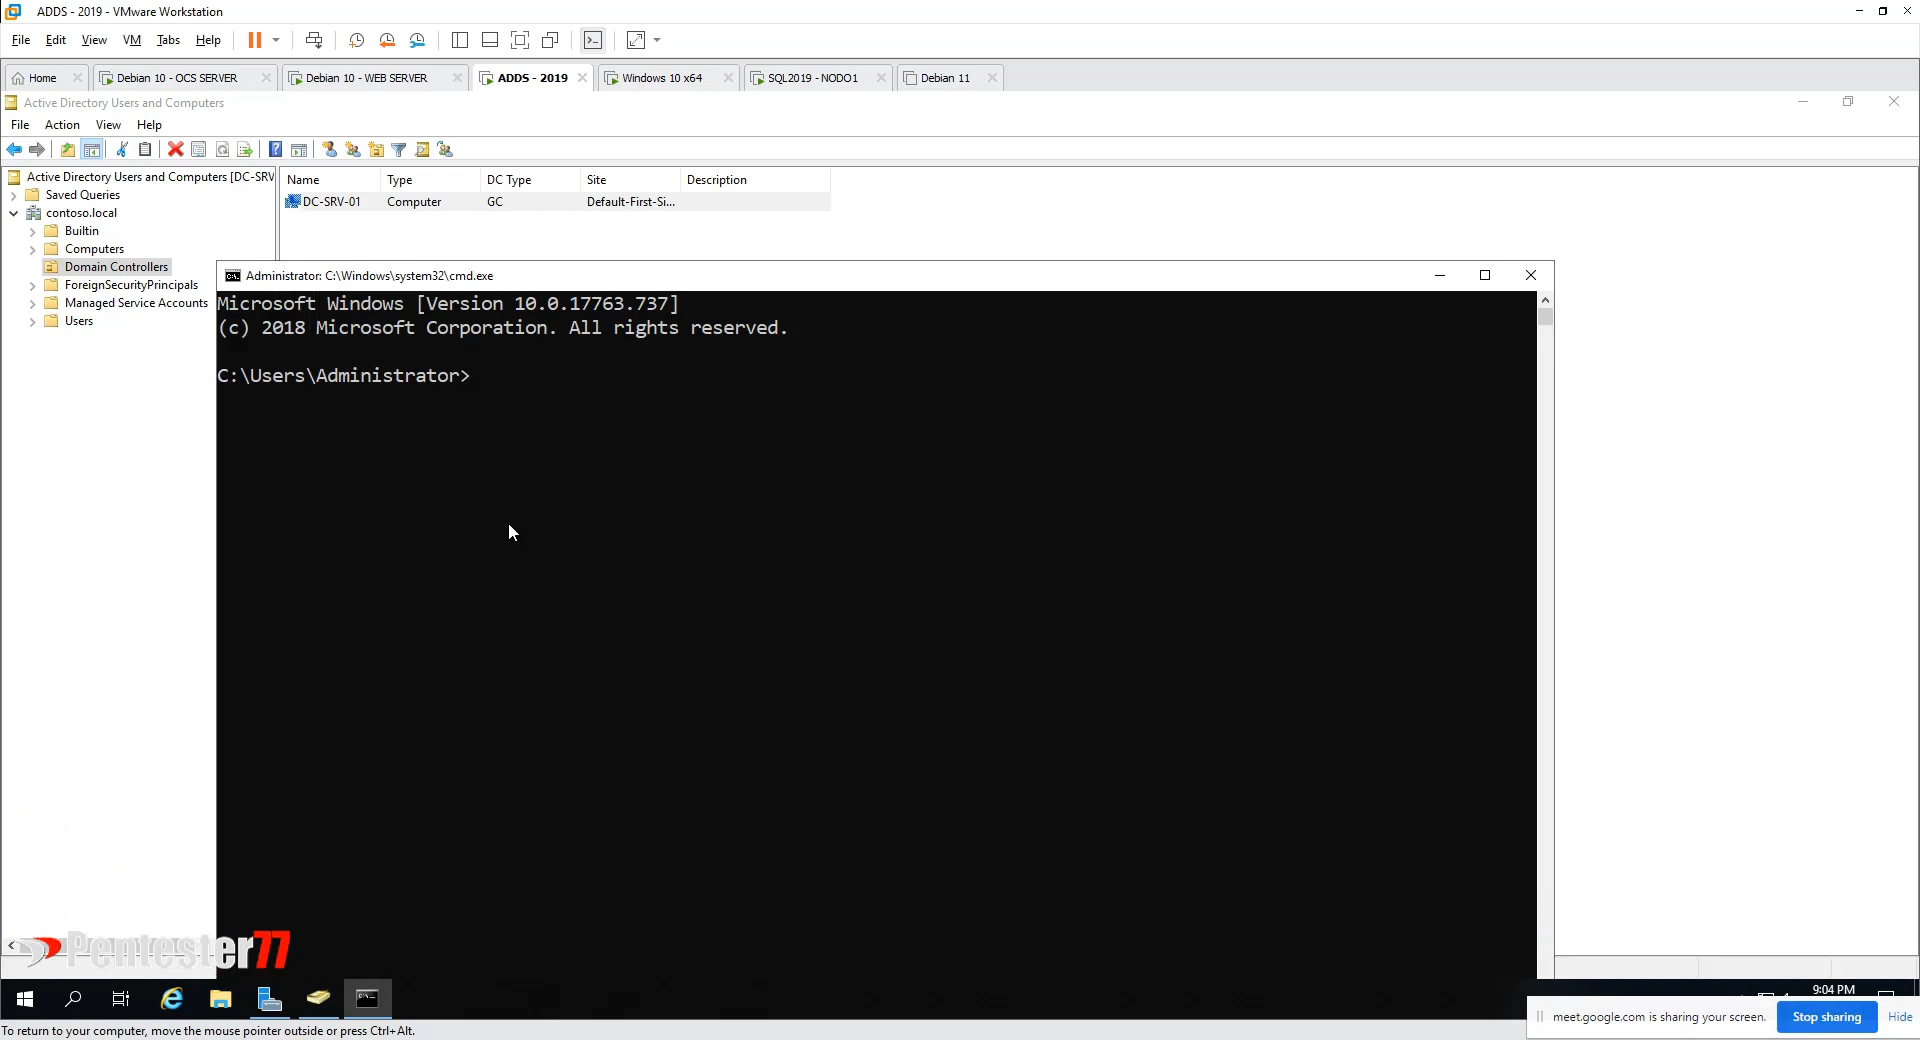 ADDS - 2019 - VMware Workstation
File Edit View VM Tabs Help
Home Debian 10 - OCS SERVER Debian 10 - WEB SERVER ADDS - 2019 Windows 10 x64 SQL2019 - NODO1 Debian 11
Active Directory Users and Computers
File Action View Help
Active Directory Users and Computers [DC-SRV
Saved Queries
contoso.local
Builtin
Computers
Domain Controllers
ForeignSecurityPrincipals
Managed Service Accounts
Users
Name Type DC Type Site Description
DC-SRV-01 Computer GC Default-First-Si...
Administrator: C:\Windows\system32\cmd.exe
Microsoft Windows [Version 10.0.17763.737]
(c) 2018 Microsoft Corporation. All rights reserved.
C:\Users\Administrator>
Pentester77
9:04 PM
meet.google.com is sharing your screen. Stop sharing Hide
To return to your computer, move the mouse pointer outside or press Ctrl+Alt.